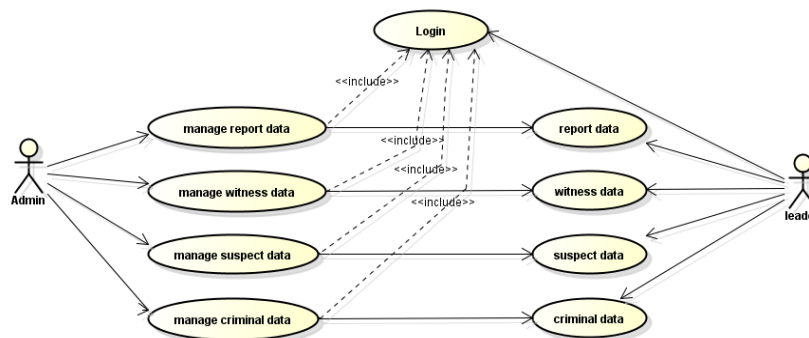 Login
<<include>>
manage report data
report data
<<include>>
<<include>>
manage witness data
witness data
<<include>>
Admin
leade
manage suspect data
suspect data
manage criminal data
criminal data